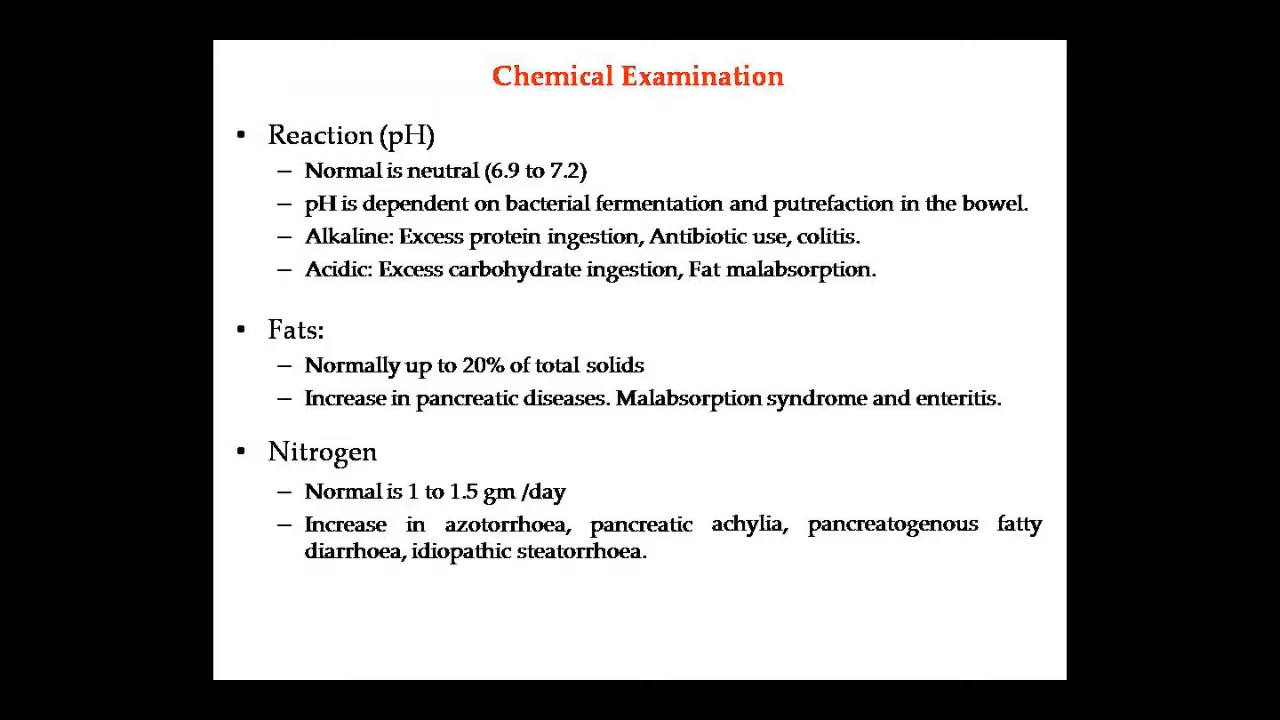 Chemical Examination
• Reaction (pH)
– Normal is neutral (6.9 to 7.2)
– pH is dependent on bacterial fermentation and putrefaction in the bowel.
– Alkaline: Excess protein ingestion, Antibiotic use, colitis.
– Acidic: Excess carbohydrate ingestion, Fat malabsorption.
• Fats:
– Normally up to 20% of total solids
– Increase in pancreatic diseases. Malabsorption syndrome and enteritis.
• Nitrogen
– Normal is 1 to 1.5 gm /day
– Increase in azotorrhoea, pancreatic achylia, pancreatogenous fatty
diarrhoea, idiopathic steatorrhoea.